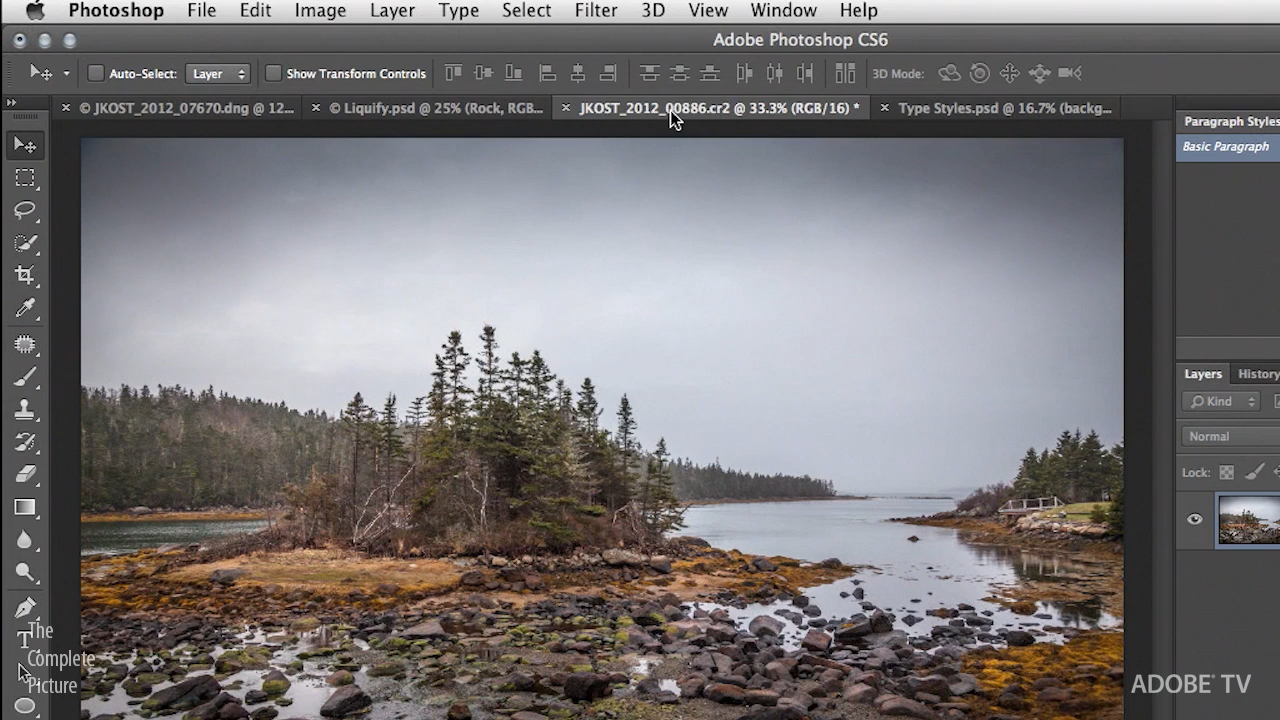 Photoshop File Edit Image Layer Type Select Filter 3D View Window Help
Adobe Photoshop CS6
Auto-Select: Layer Show Transform Controls 3D Mode:
© JKOST_2012_07670.dng @ 12... © Liquify.psd @ 25% (Rock, RGB... JKOST_2012_00886.cr2 @ 33.3% (RGB/16) * Type Styles.psd @ 16.7% (backg...
Paragraph Styles
Basic Paragraph
Layers History
Kind
Normal
Lock:
The
Complete
Picture
ADOBE® TV